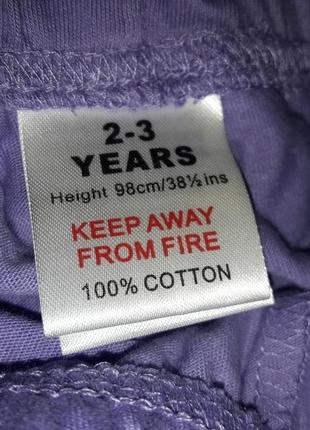 2-3
YEARS
Height 98cm/38½ins
KEEP AWAY
FROM FIRE
100% COTTON